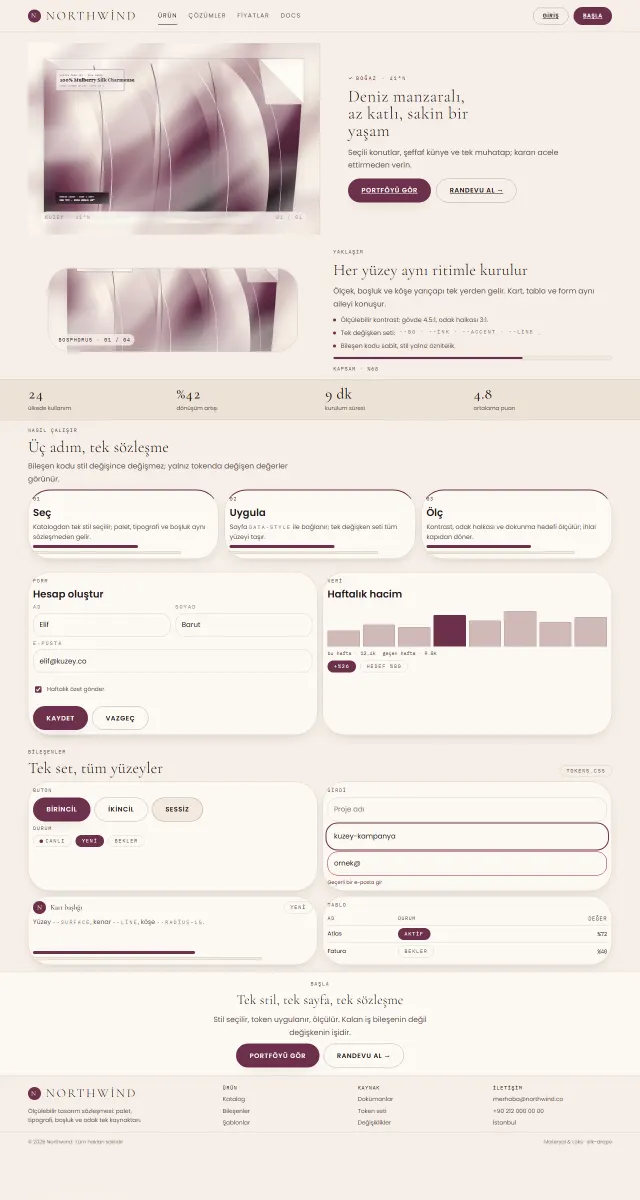 N NORTHWİND
ÜRÜN ÇÖZÜMLER FİYATLAR DOCS
GİRİŞ BAŞLA
100% Mulberry Silk Charmeuse
KUZEY · 21°N
01 / 01
✓ BOĞAZ · 21°N
Deniz manzaralı,
az katlı, sakin bir
yaşam
Seçili konutlar, şeffaf künye ve tek muhatap; kararı acele
ettirmeden verin.
PORTFÖYÜ GÖR RANDEVU AL →
BOSPHORUS · 01 / 04
YAKLAŞIM
Her yüzey aynı ritimle kurulur
Ölçek, boşluk ve köşe yarıçapı tek yerden gelir. Kart, tablo ve form aynı
aileyi konuşur.
Ölçülebilir kontrast: gövde 4.5:1, odak halkası 3:1.
Tek değişken seti: --BG · --INK · --ACCENT · --LINE .
Bileşen kodu sabit, stil yalnız öznitelik.
KAPSAM · %68
24
ülkede kullanım
%42
dönüşüm artışı
9 dk
kurulum süresi
4.8
ortalama puan
NASIL ÇALIŞIR
Üç adım, tek sözleşme
Bileşen kodu stil değişince değişmez; yalnız tokenda değişen değerler
görünür.
01
Seç
Katalogdan tek stil seçilir; palet, tipografi ve boşluk aynı
sözleşmeden gelir.
02
Uygula
Sayfa DATA-STYLE ile bağlanır; tek değişken seti tüm
yüzeyi taşır.
03
Ölç
Kontrast, odak halkası ve dokunma hedefi ölçülür; ihlal
kapıdan döner.
FORM
Hesap oluştur
AD SOYAD
Elif Barut
E-POSTA
elif@kuzey.co
Haftalık özet gönder
KAYDET VAZGEÇ
VERİ
Haftalık hacim
bu hafta · 12.4k geçen hafta · 9.8k
+%26 HEDEF %80
BİLEŞENLER
Tek set, tüm yüzeyler
TOKENS.CSS
BUTON
BİRİNCİL İKİNCİL SESSİZ
DURUM
CANLI YENİ BEKLER
GİRDİ
Proje adı
kuzey-kampanya
ornek@
Geçerli bir e-posta gir
N Kart başlığı YENİ
Yüzey --SURFACE, kenar --LINE, köşe --RADIUS-LG.
TABLO
AD DURUM DEĞER
Atlas AKTİF %72
Fatura BEKLER %48
BAŞLA
Tek stil, tek sayfa, tek sözleşme
Stil seçilir, token uygulanır, ölçülür. Kalan iş bileşenin değil
değişkenin işidir.
PORTFÖYÜ GÖR RANDEVU AL →
N NORTHWİND
Ölçülebilir tasarım sözleşmesi: palet,
tipografi, boşluk ve odak tek kaynaktan.
ÜRÜN
Katalog
Bileşenler
Şablonlar
KAYNAK
Dokümanlar
Token seti
Değişiklikler
İLETİŞİM
merhaba@northwind.co
+90 212 000 00 00
İstanbul
© 2026 Northwind. Tüm hakları saklıdır.
Material & Lüks · silk-drape